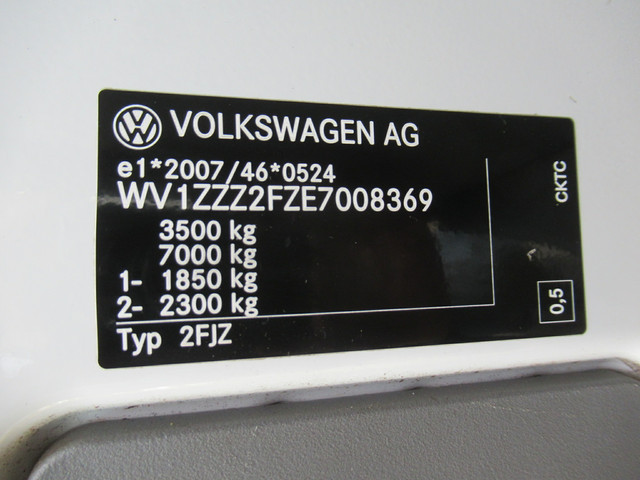 VOLKSWAGEN AG
e1*2007/46*0524
WV1ZZZ2FZE7008369
3500 kg
7000 kg
1- 1850 kg
2- 2300 kg
Typ 2FJZ
CKTC
0,5